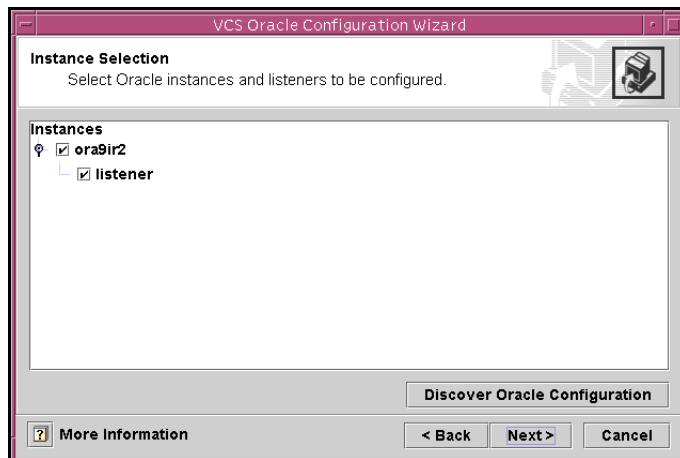 VCS Oracle Configuration Wizard
Instance Selection
Select Oracle instances and listeners to be configured.
Instances
ora9ir2
listener
Discover Oracle Configuration
More Information
< Back
Next >
Cancel